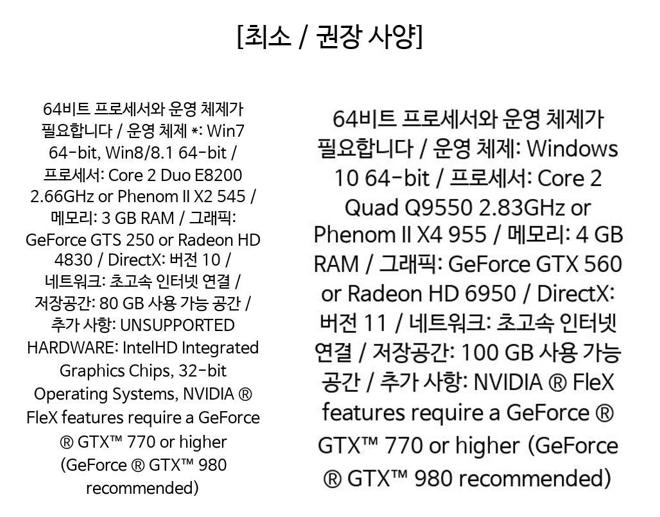 [최소 / 권장 사양]
64비트 프로세서와 운영 체제가
필요합니다 / 운영 체제 *: Win7
64-bit, Win8/8.1 64-bit /
프로세서: Core 2 Duo E8200
2.66GHz or Phenom II X2 545 /
메모리: 3 GB RAM / 그래픽:
GeForce GTS 250 or Radeon HD
4830 / DirectX: 버전 10 /
네트워크: 초고속 인터넷 연결 /
저장공간: 80 GB 사용 가능 공간 /
추가 사항: UNSUPPORTED
HARDWARE: IntelHD Integrated
Graphics Chips, 32-bit
Operating Systems, NVIDIA ®
FleX features require a GeForce
® GTX™ 770 or higher
(GeForce ® GTX™ 980
recommended)
64비트 프로세서와 운영 체제가
필요합니다 / 운영 체제: Windows
10 64-bit / 프로세서: Core 2
Quad Q9550 2.83GHz or
Phenom II X4 955 / 메모리: 4 GB
RAM / 그래픽: GeForce GTX 560
or Radeon HD 6950 / DirectX:
버전 11 / 네트워크: 초고속 인터넷
연결 / 저장공간: 100 GB 사용 가능
공간 / 추가 사항: NVIDIA ® FleX
features require a GeForce ®
GTX™ 770 or higher (GeForce
® GTX™ 980 recommended)